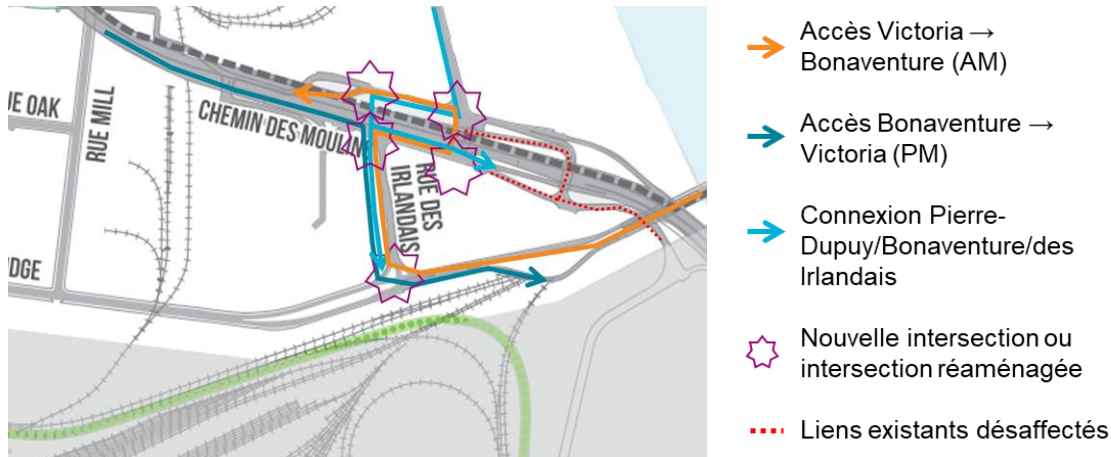 UE OAK
RUE MILL
CHEMIN DES MOULIN
RUE DES
IRLANDAIS
DGE
Accès Victoria →
Bonaventure (AM)
Accès Bonaventure →
Victoria (PM)
Connexion Pierre-
Dupuy/Bonaventure/des
Irlandais
Nouvelle intersection ou
intersection réaménagée
Liens existants désaffectés